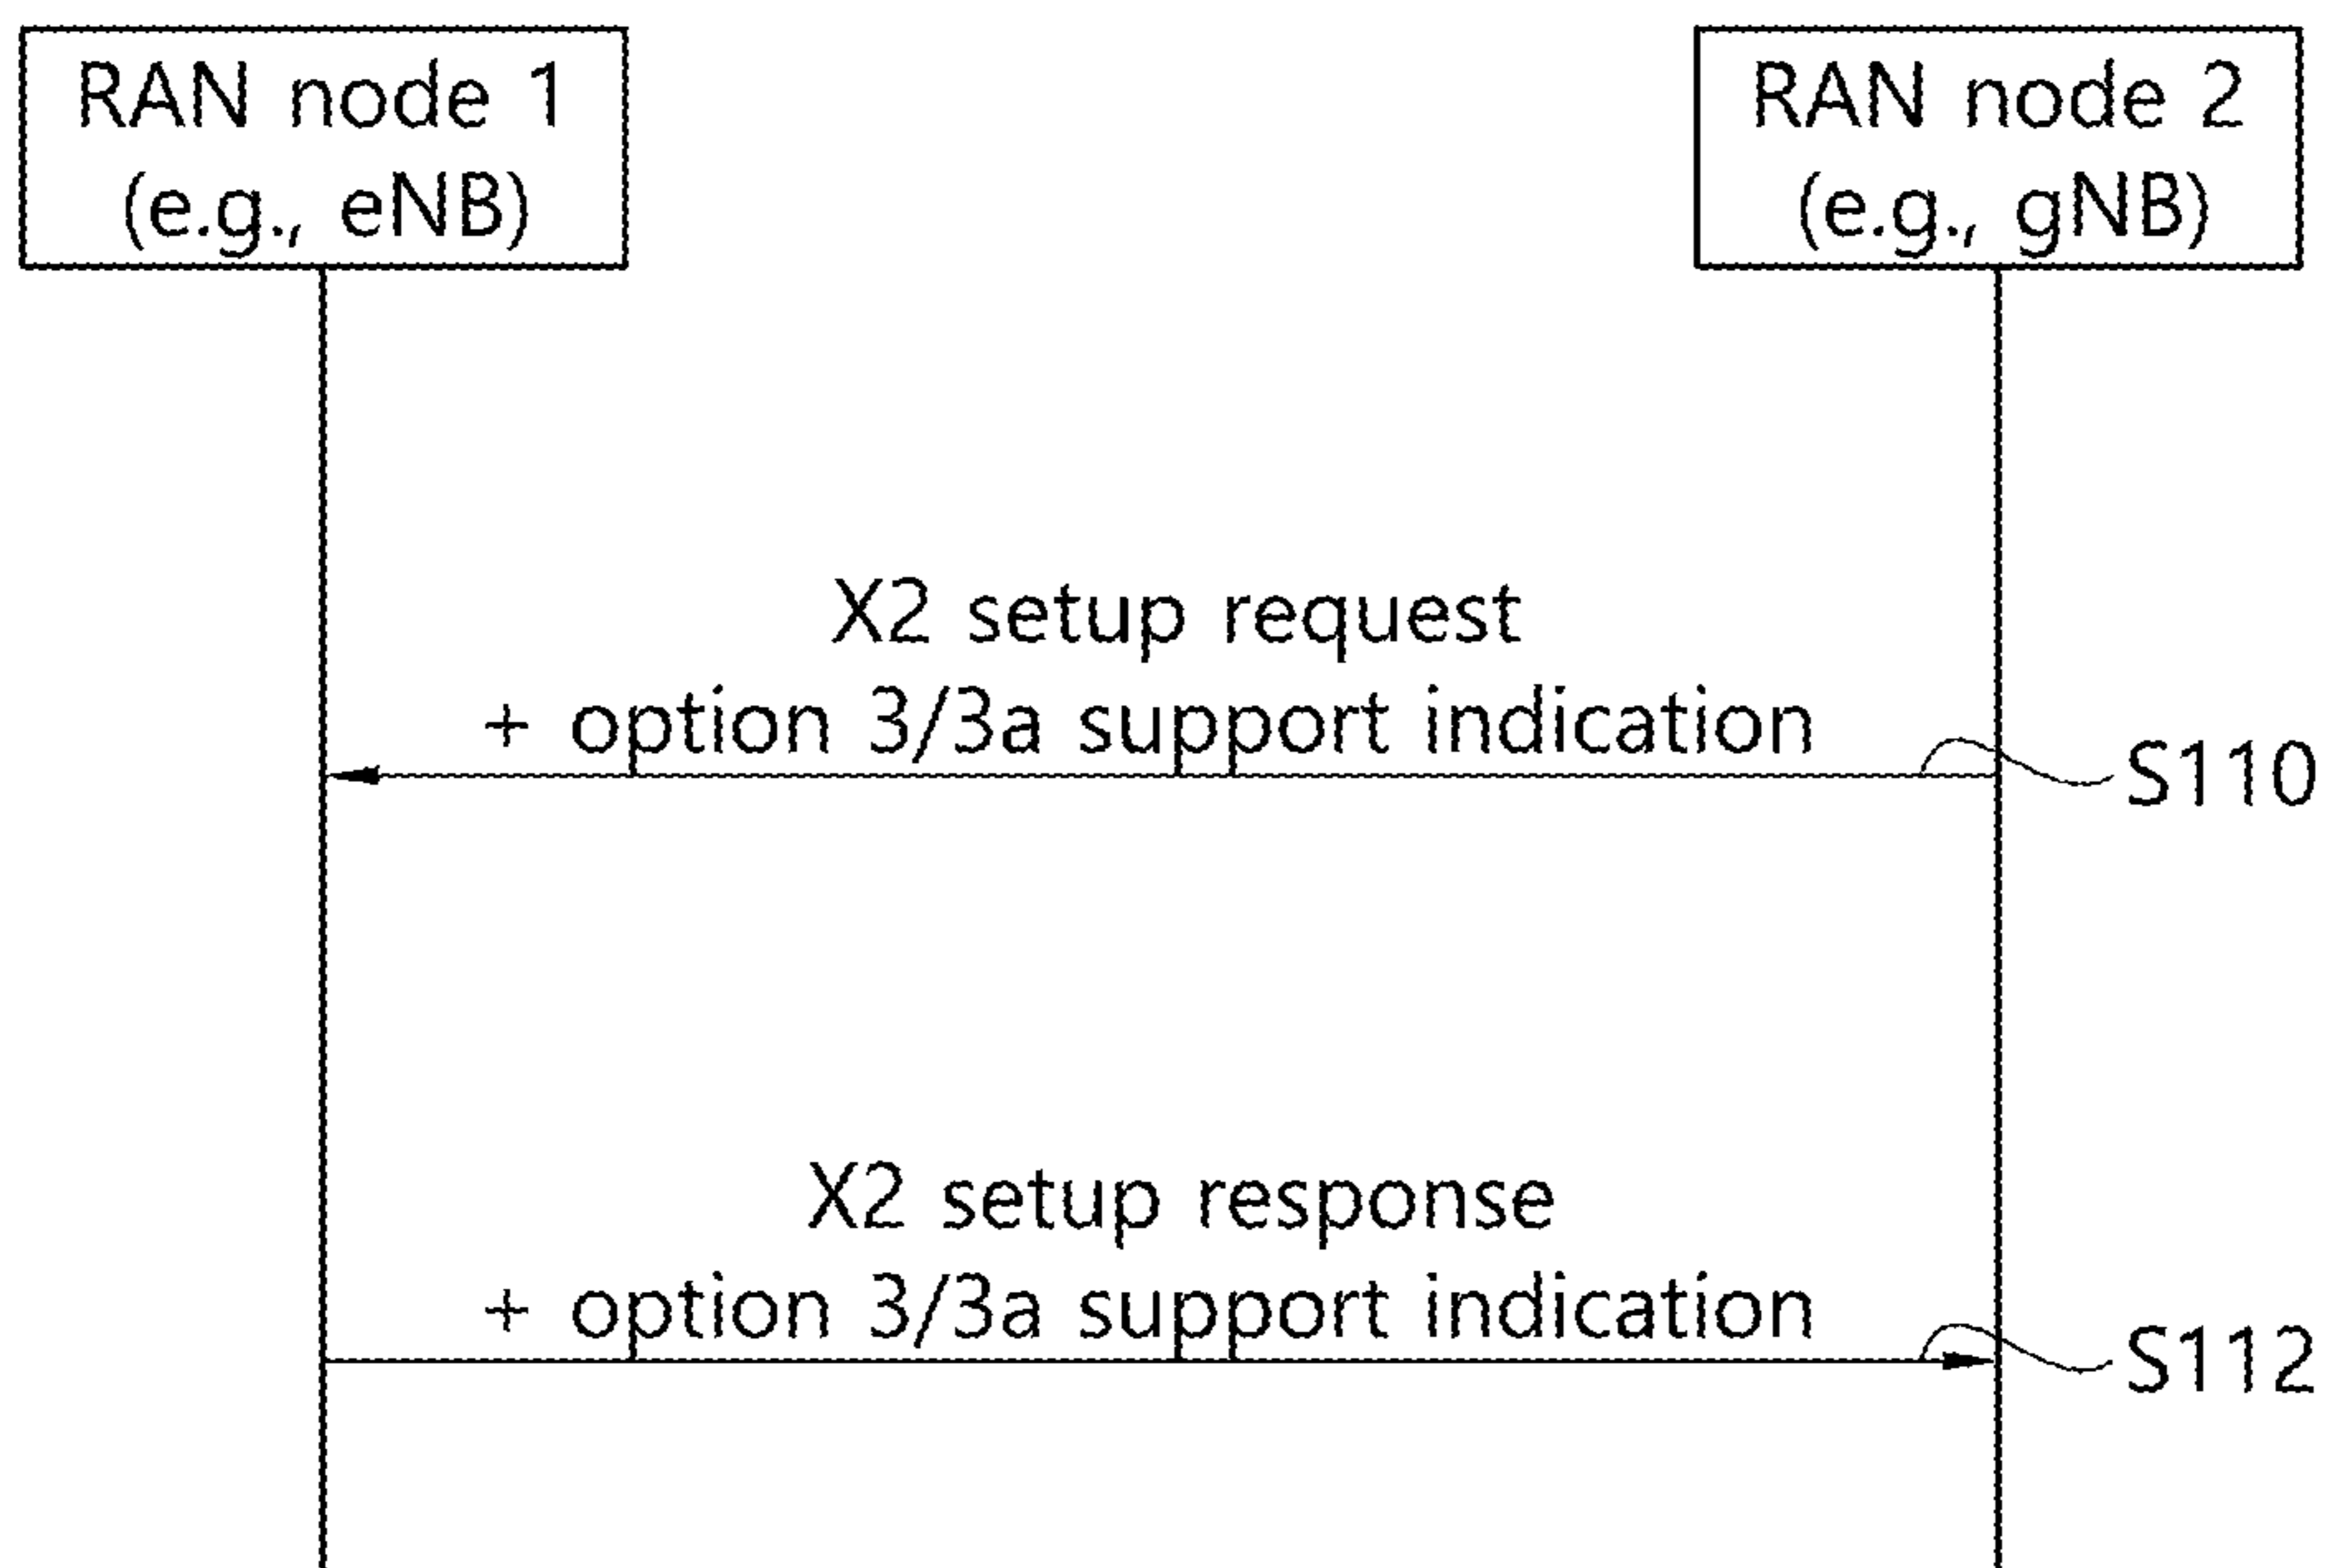 RAN node 1
(e.g., eNB)
RAN node 2
(e.g., gNB)
X2 setup request
+ option 3/3a support indication
S110
X2 setup response
+ option 3/3a support indication
S112